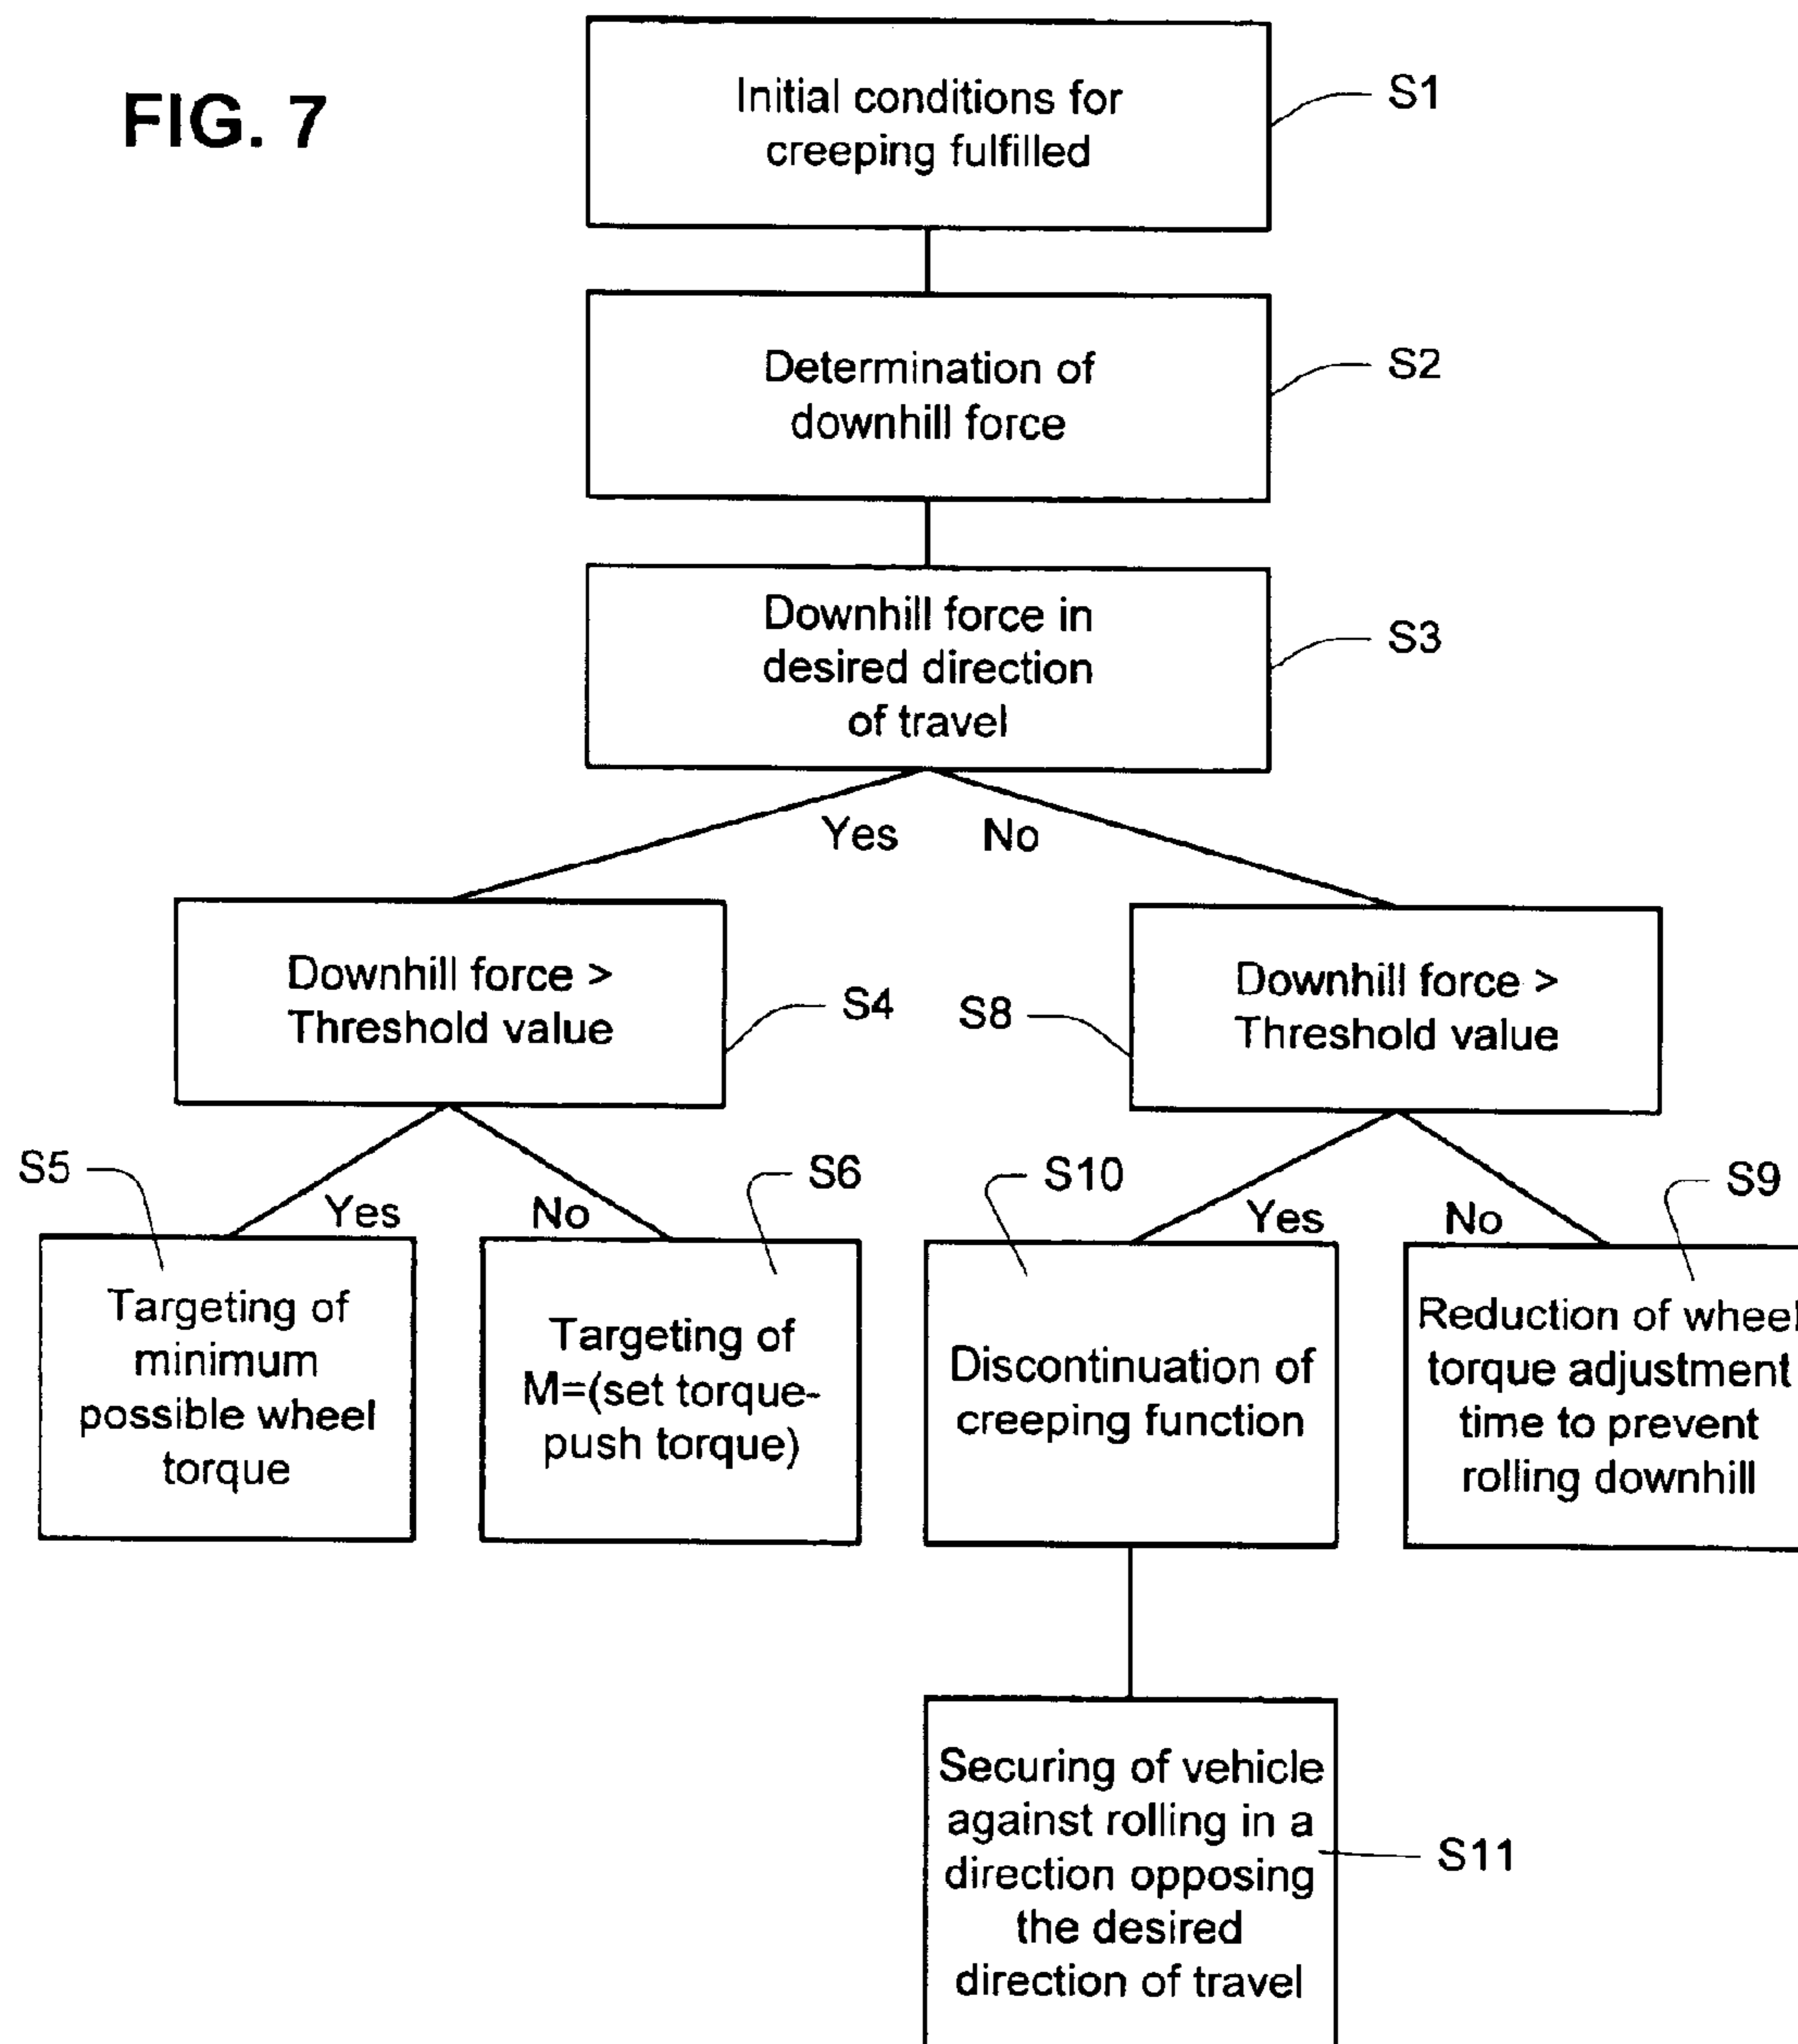 FIG. 7
Initial conditions for
creeping fulfilled
S1
Determination of
downhill force
S2
Downhill force in
desired direction
of travel
S3
Yes
No
Downhill force >
Threshold value
S4
S8
Downhill force >
Threshold value
S5
Yes
No
S6
S10
Yes
No
S9
Targeting of
minimum
possible wheel
torque
Targeting of
M=(set torque-
push torque)
Discontinuation of
creeping function
Reduction of wheel
torque adjustment
time to prevent
rolling downhill
Securing of vehicle
against rolling in a
direction opposing
the desired
direction of travel
S11